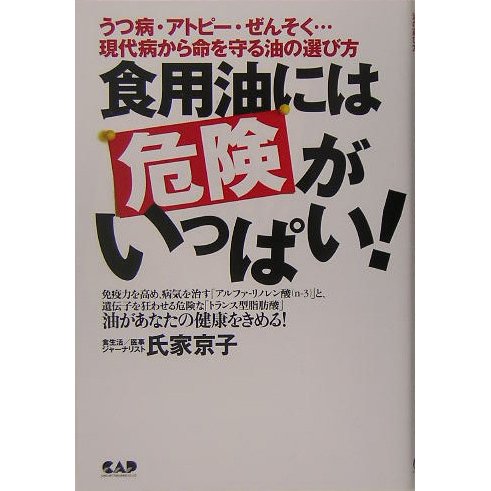 うつ病・アトピー・ぜんそく…
現代病から命を守る油の選び方
食用油には
危険が
いっぱい!
免疫力を高め、病気を治す「アルファ-リノレン酸(n-3)」と、
遺伝子を狂わせる危険な「トランス型脂肪酸」
油があなたの健康をきめる!
食生活/医事
ジャーナリスト 氏家京子
CAP